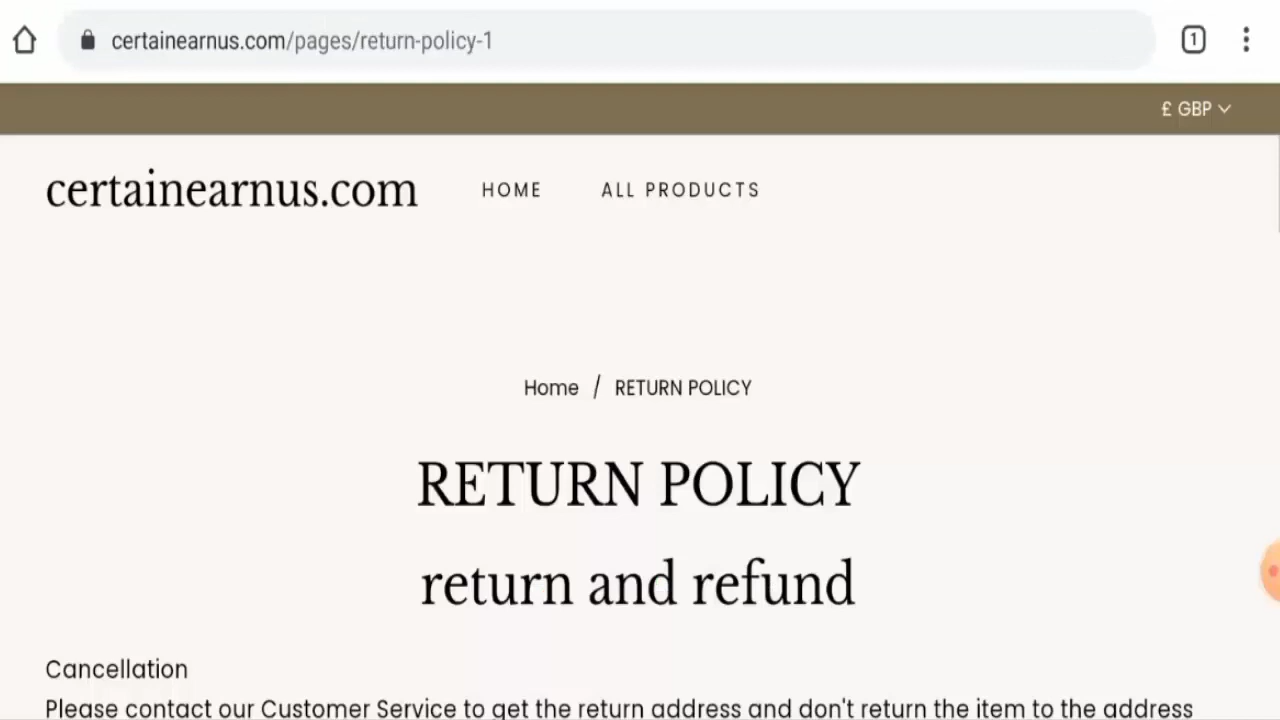 certainearnus.com/pages/return-policy-1
1
£ GBP
certainearnus.com HOME ALL PRODUCTS
Home / RETURN POLICY
RETURN POLICY
return and refund
Cancellation
Please contact our Customer Service to get the return address and don't return the item to the address